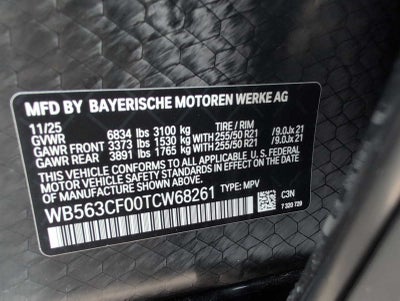 MFD BY BAYERISCHE MOTOREN WERKE AG
11/25 TIRE / RIM
GVWR 6834 lbs 3100 kg
GAWR FRONT 3373 lbs 1530 kg WITH 255/50 R21 /9.0Jx21
GAWR REAR 3891 lbs 1765 kg WITH 255/50 R21 /9.0Jx21
THIS VEHICLE CONFORMS TO ALL APPLICABLE U.S. FEDERAL
MOTOR VEHICLE SAFETY AND THEFT PREVENTION STANDARDS
IN EFFECT ON THE DATE OF MANUFACTURE SHOWN ABOVE.
WB563CF00TCW68261 TYPE: MPV
C3N
7 320 729